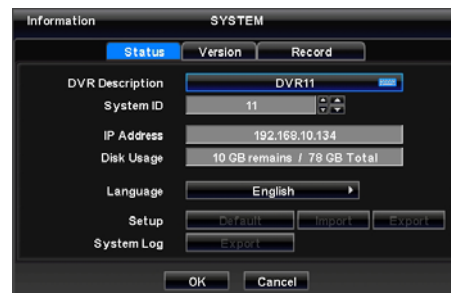 Information SYSTEM
Status Version Record
DVR Description DVR11
System ID 11
IP Address 192.168.10.134
Disk Usage 10 GB remains / 78 GB Total
Language English
Setup Default Import Export
System Log Export
OK Cancel